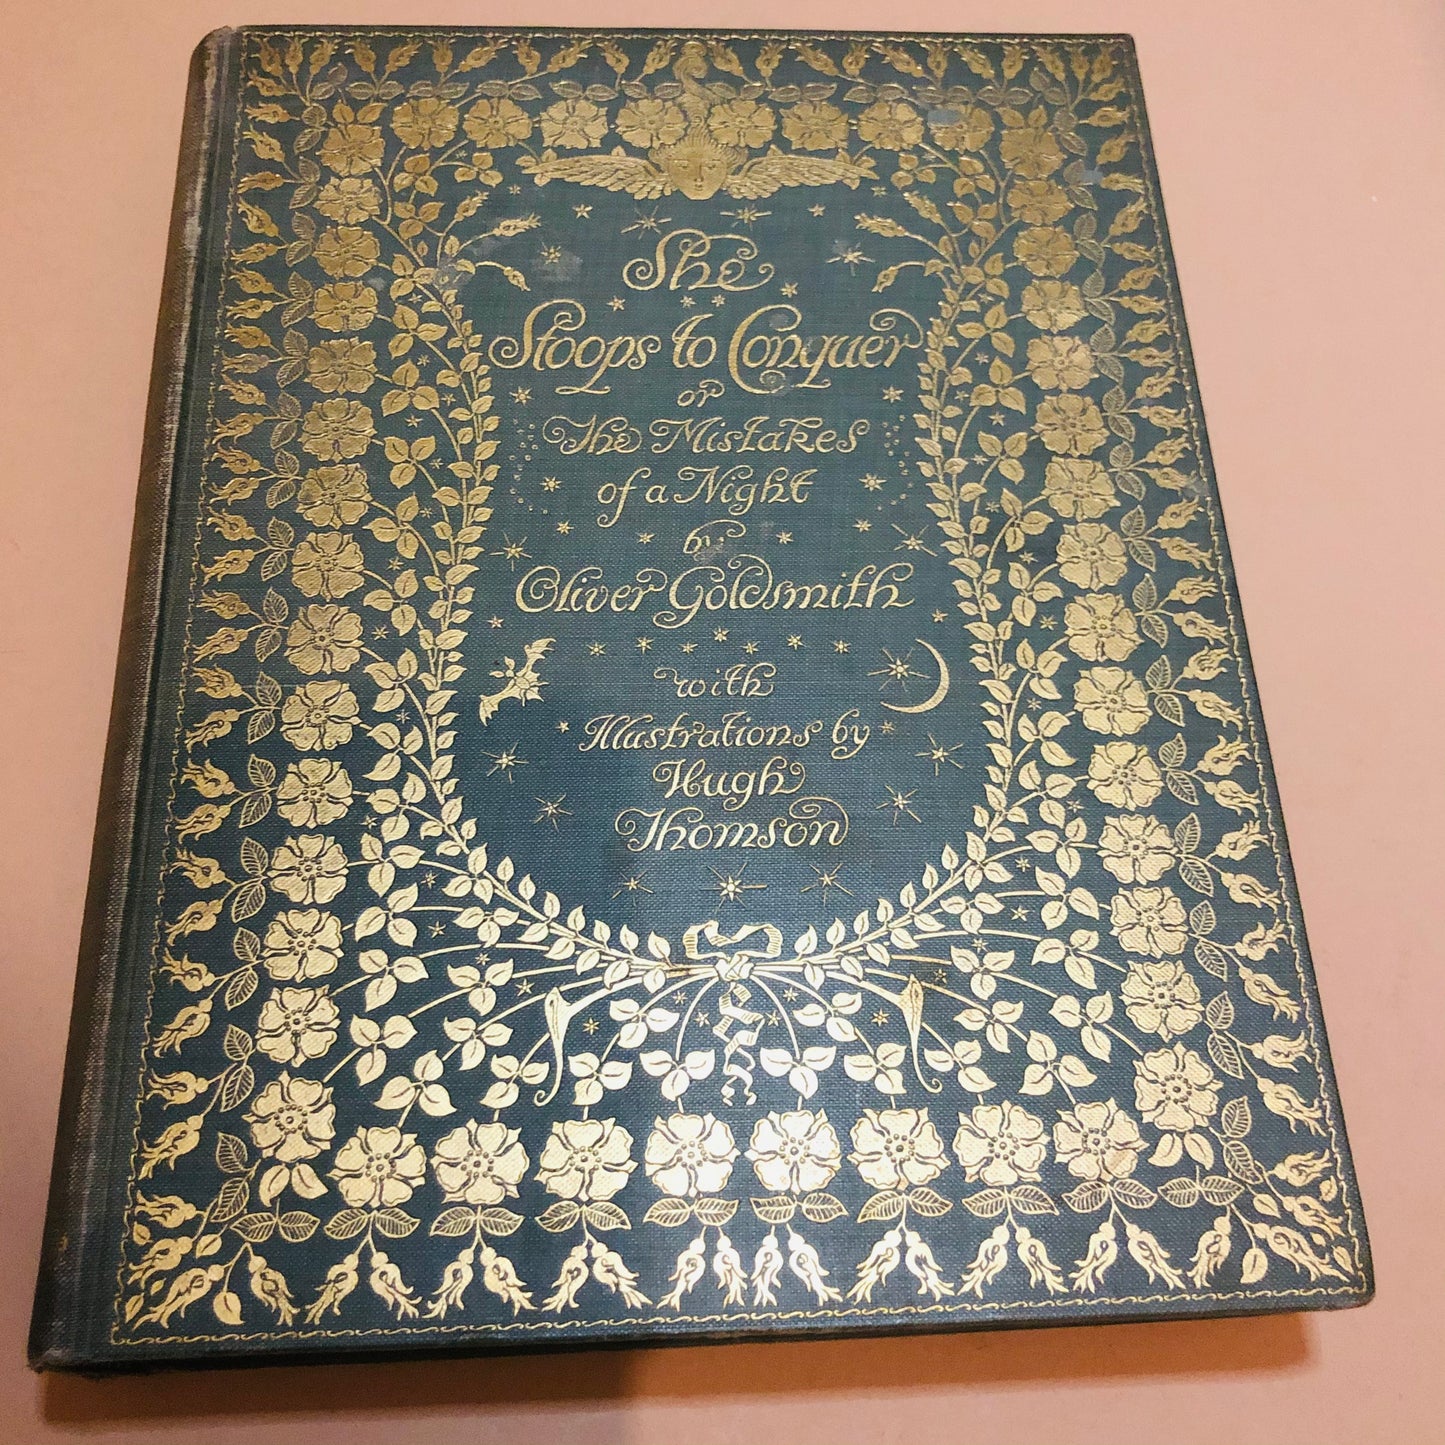 She
Stoops to Conquer
or
The Mistakes
of a Night
by
Oliver Goldsmith
with
Illustrations by
Hugh
Thomson